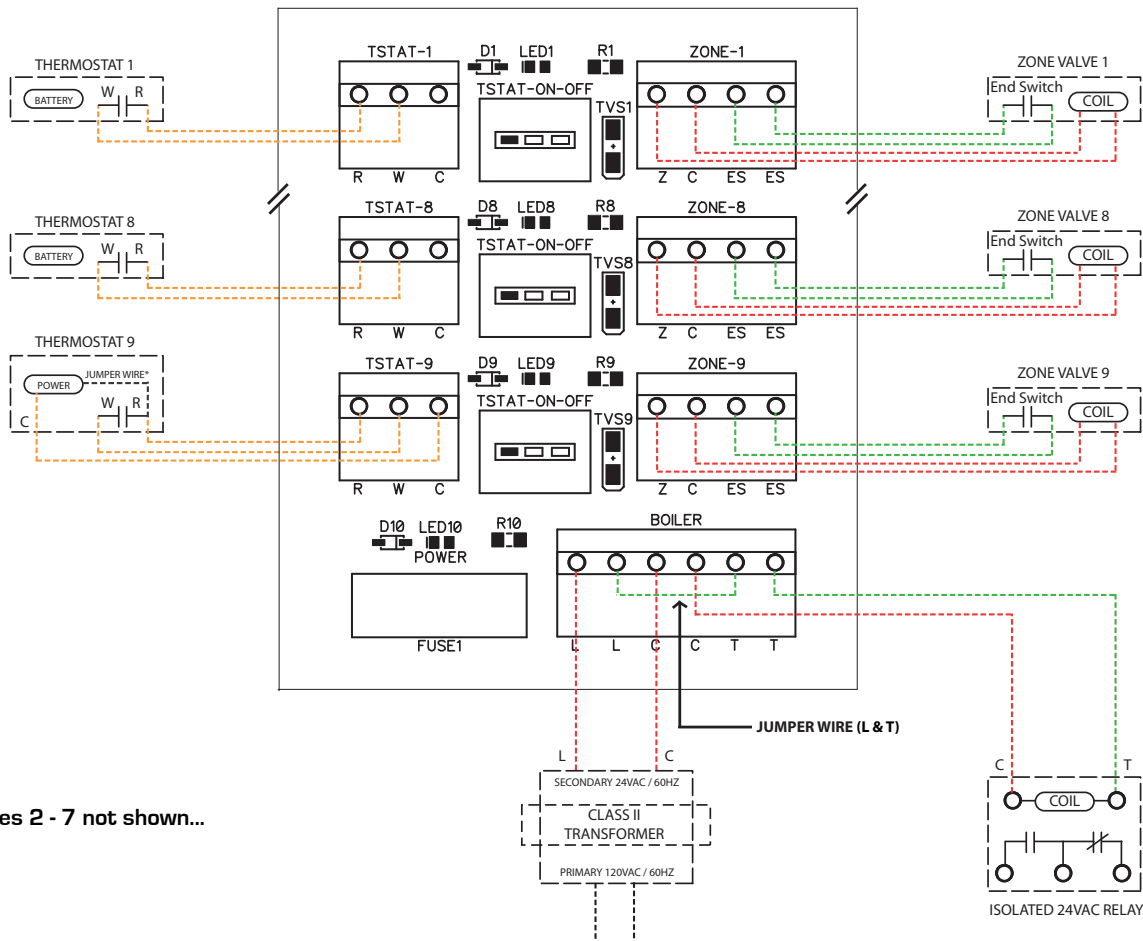 TSTAT-1
D1
LED1
R1
ZONE-1
THERMOSTAT 1
BATTERY
W
R
TSTAT-ON-OFF
TVS1
+
ZONE VALVE 1
End Switch
COIL
R W C
Z C ES ES
TSTAT-8
D8
LED8
R8
ZONE-8
THERMOSTAT 8
BATTERY
W
R
TSTAT-ON-OFF
TVS8
+
ZONE VALVE 8
End Switch
COIL
R W C
Z C ES ES
THERMOSTAT 9
POWER
JUMPER WIRE*
W
R
C
TSTAT-9
D9
LED9
R9
ZONE-9
TSTAT-ON-OFF
TVS9
+
ZONE VALVE 9
End Switch
COIL
R W C
Z C ES ES
D10
LED10
POWER
R10
BOILER
FUSE1
L L C C T T
JUMPER WIRE (L & T)
L
C
SECONDARY 24VAC / 60HZ
CLASS II
TRANSFORMER
PRIMARY 120VAC / 60HZ
es 2 - 7 not shown...
C
T
COIL
ISOLATED 24VAC RELAY